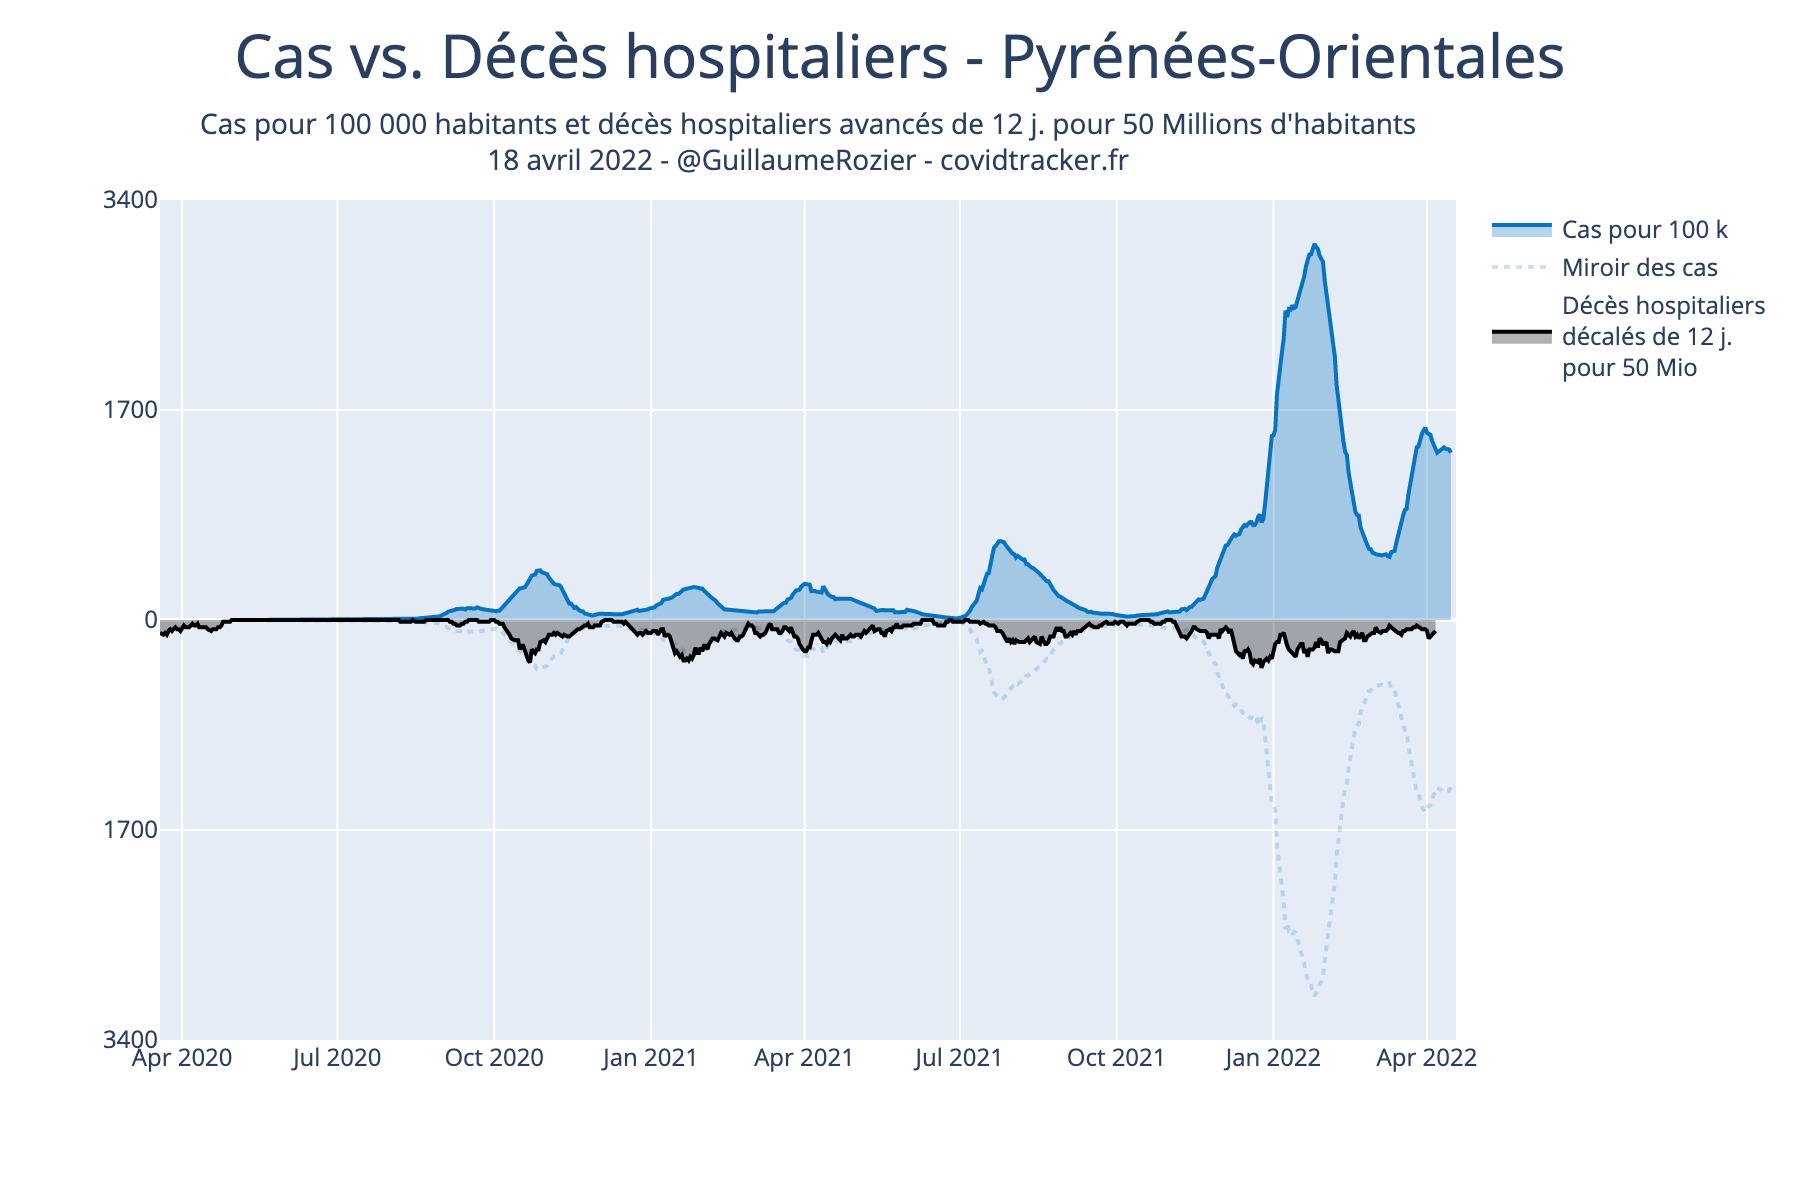 Cas vs. Décès hospitaliers - Pyrénées-Orientales
Cas pour 100 000 habitants et décès hospitaliers avancés de 12 j. pour 50 Millions d'habitants
18 avril 2022 - @GuillaumeRozier - covidtracker.fr
3400
1700
0
1700
3400
Apr 2020
Jul 2020
Oct 2020
Jan 2021
Apr 2021
Jul 2021
Oct 2021
Jan 2022
Apr 2022
Cas pour 100 k
Miroir des cas
Décès hospitaliers
décalés de 12 j.
pour 50 Mio